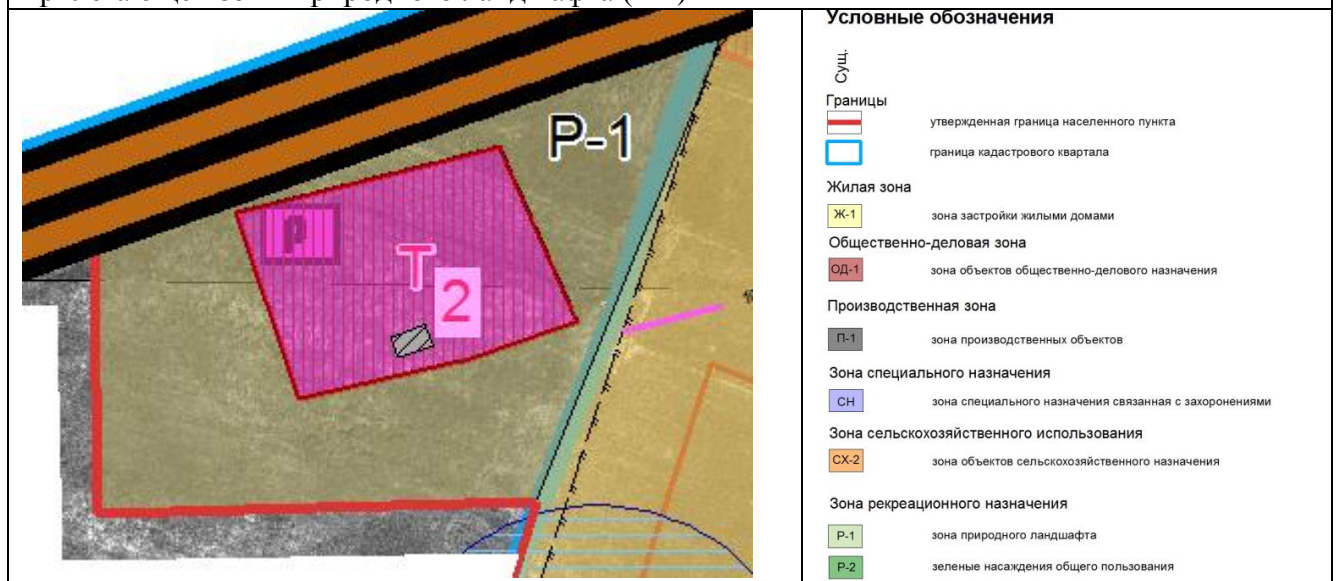 Р-1
Р
Т
2
Условные обозначения
Сущ.
Границы
утвержденная граница населенного пункта
граница кадастрового квартала
Жилая зона
Ж-1 зона застройки жилыми домами
Общественно-деловая зона
ОД-1 зона объектов общественно-делового назначения
Производственная зона
П-1 зона производственных объектов
Зона специального назначения
СН зона специального назначения связанная с захоронениями
Зона сельскохозяйственного использования
СХ-2 зона объектов сельскохозяйственного назначения
Зона рекреационного назначения
Р-1 зона природного ландшафта
Р-2 зеленые насаждения общего пользования